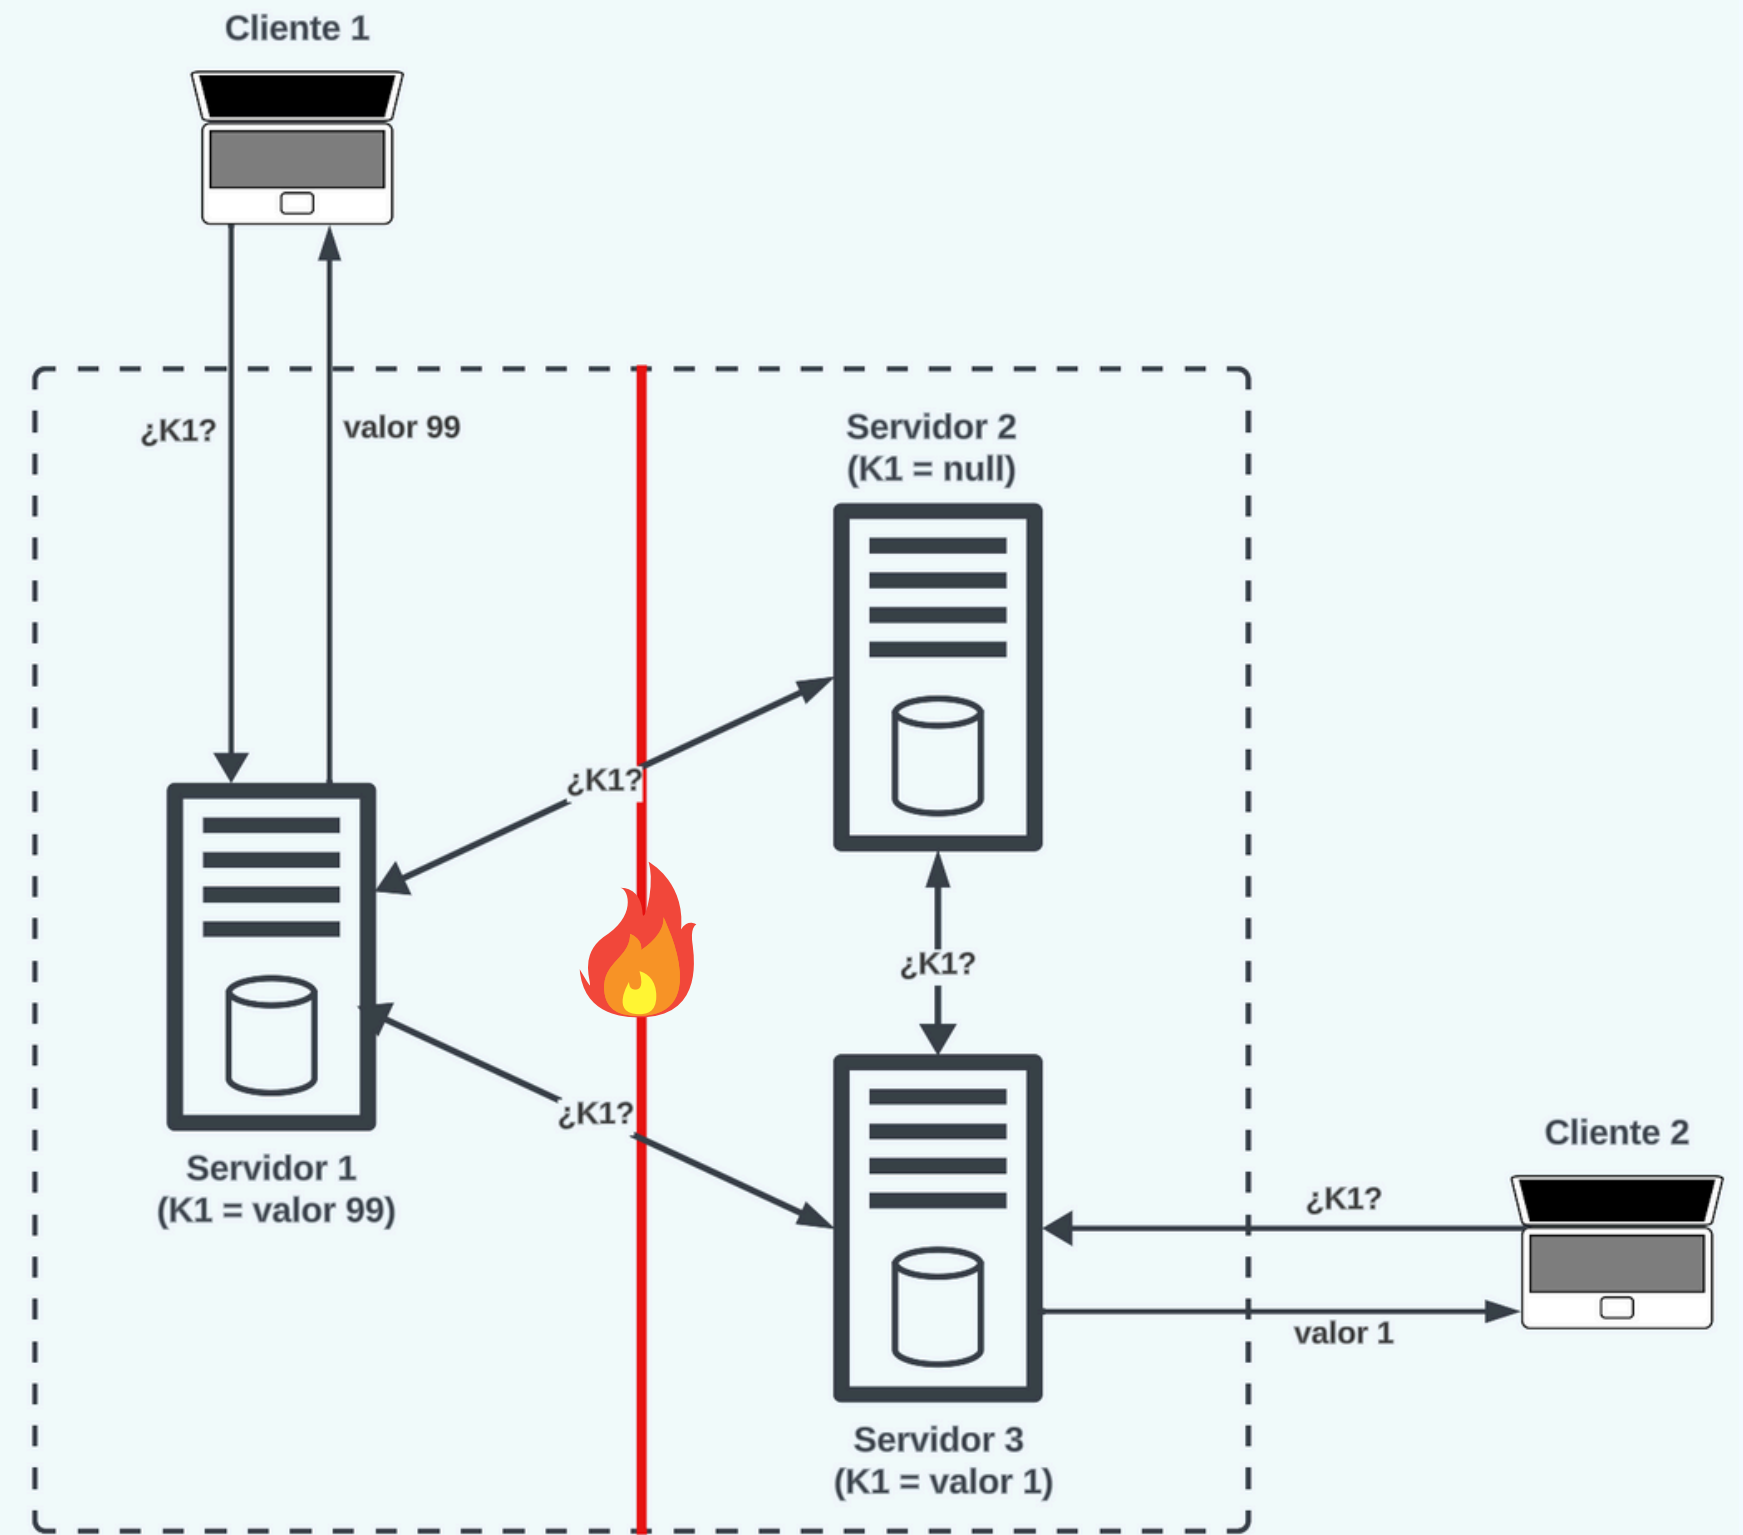 Cliente 1
¿K1?
valor 99
Servidor 2
(K1 = null)
¿K1?
¿K1?
¿K1?
Servidor 1
(K1 = valor 99)
Cliente 2
¿K1?
valor 1
Servidor 3
(K1 = valor 1)